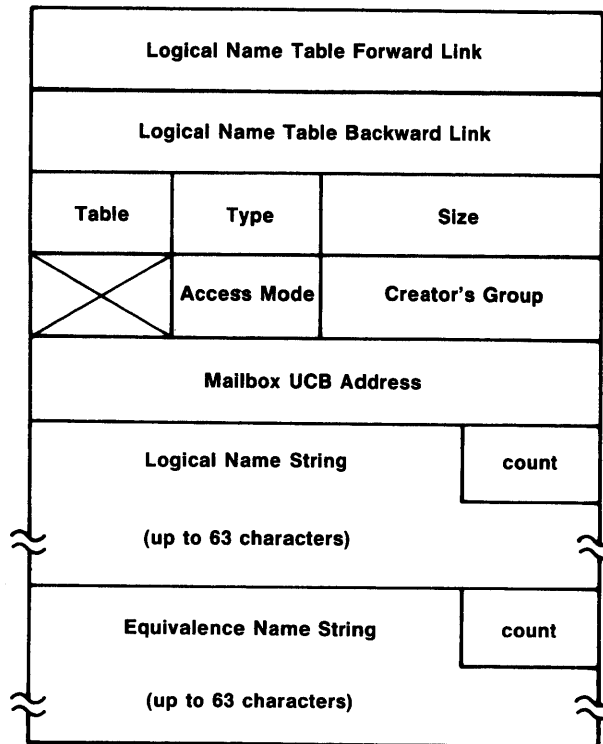 Logical Name Table Forward Link
Logical Name Table Backward Link
Table Type Size
Access Mode Creator's Group
Mailbox UCB Address
Logical Name String count
(up to 63 characters)
Equivalence Name String count
(up to 63 characters)